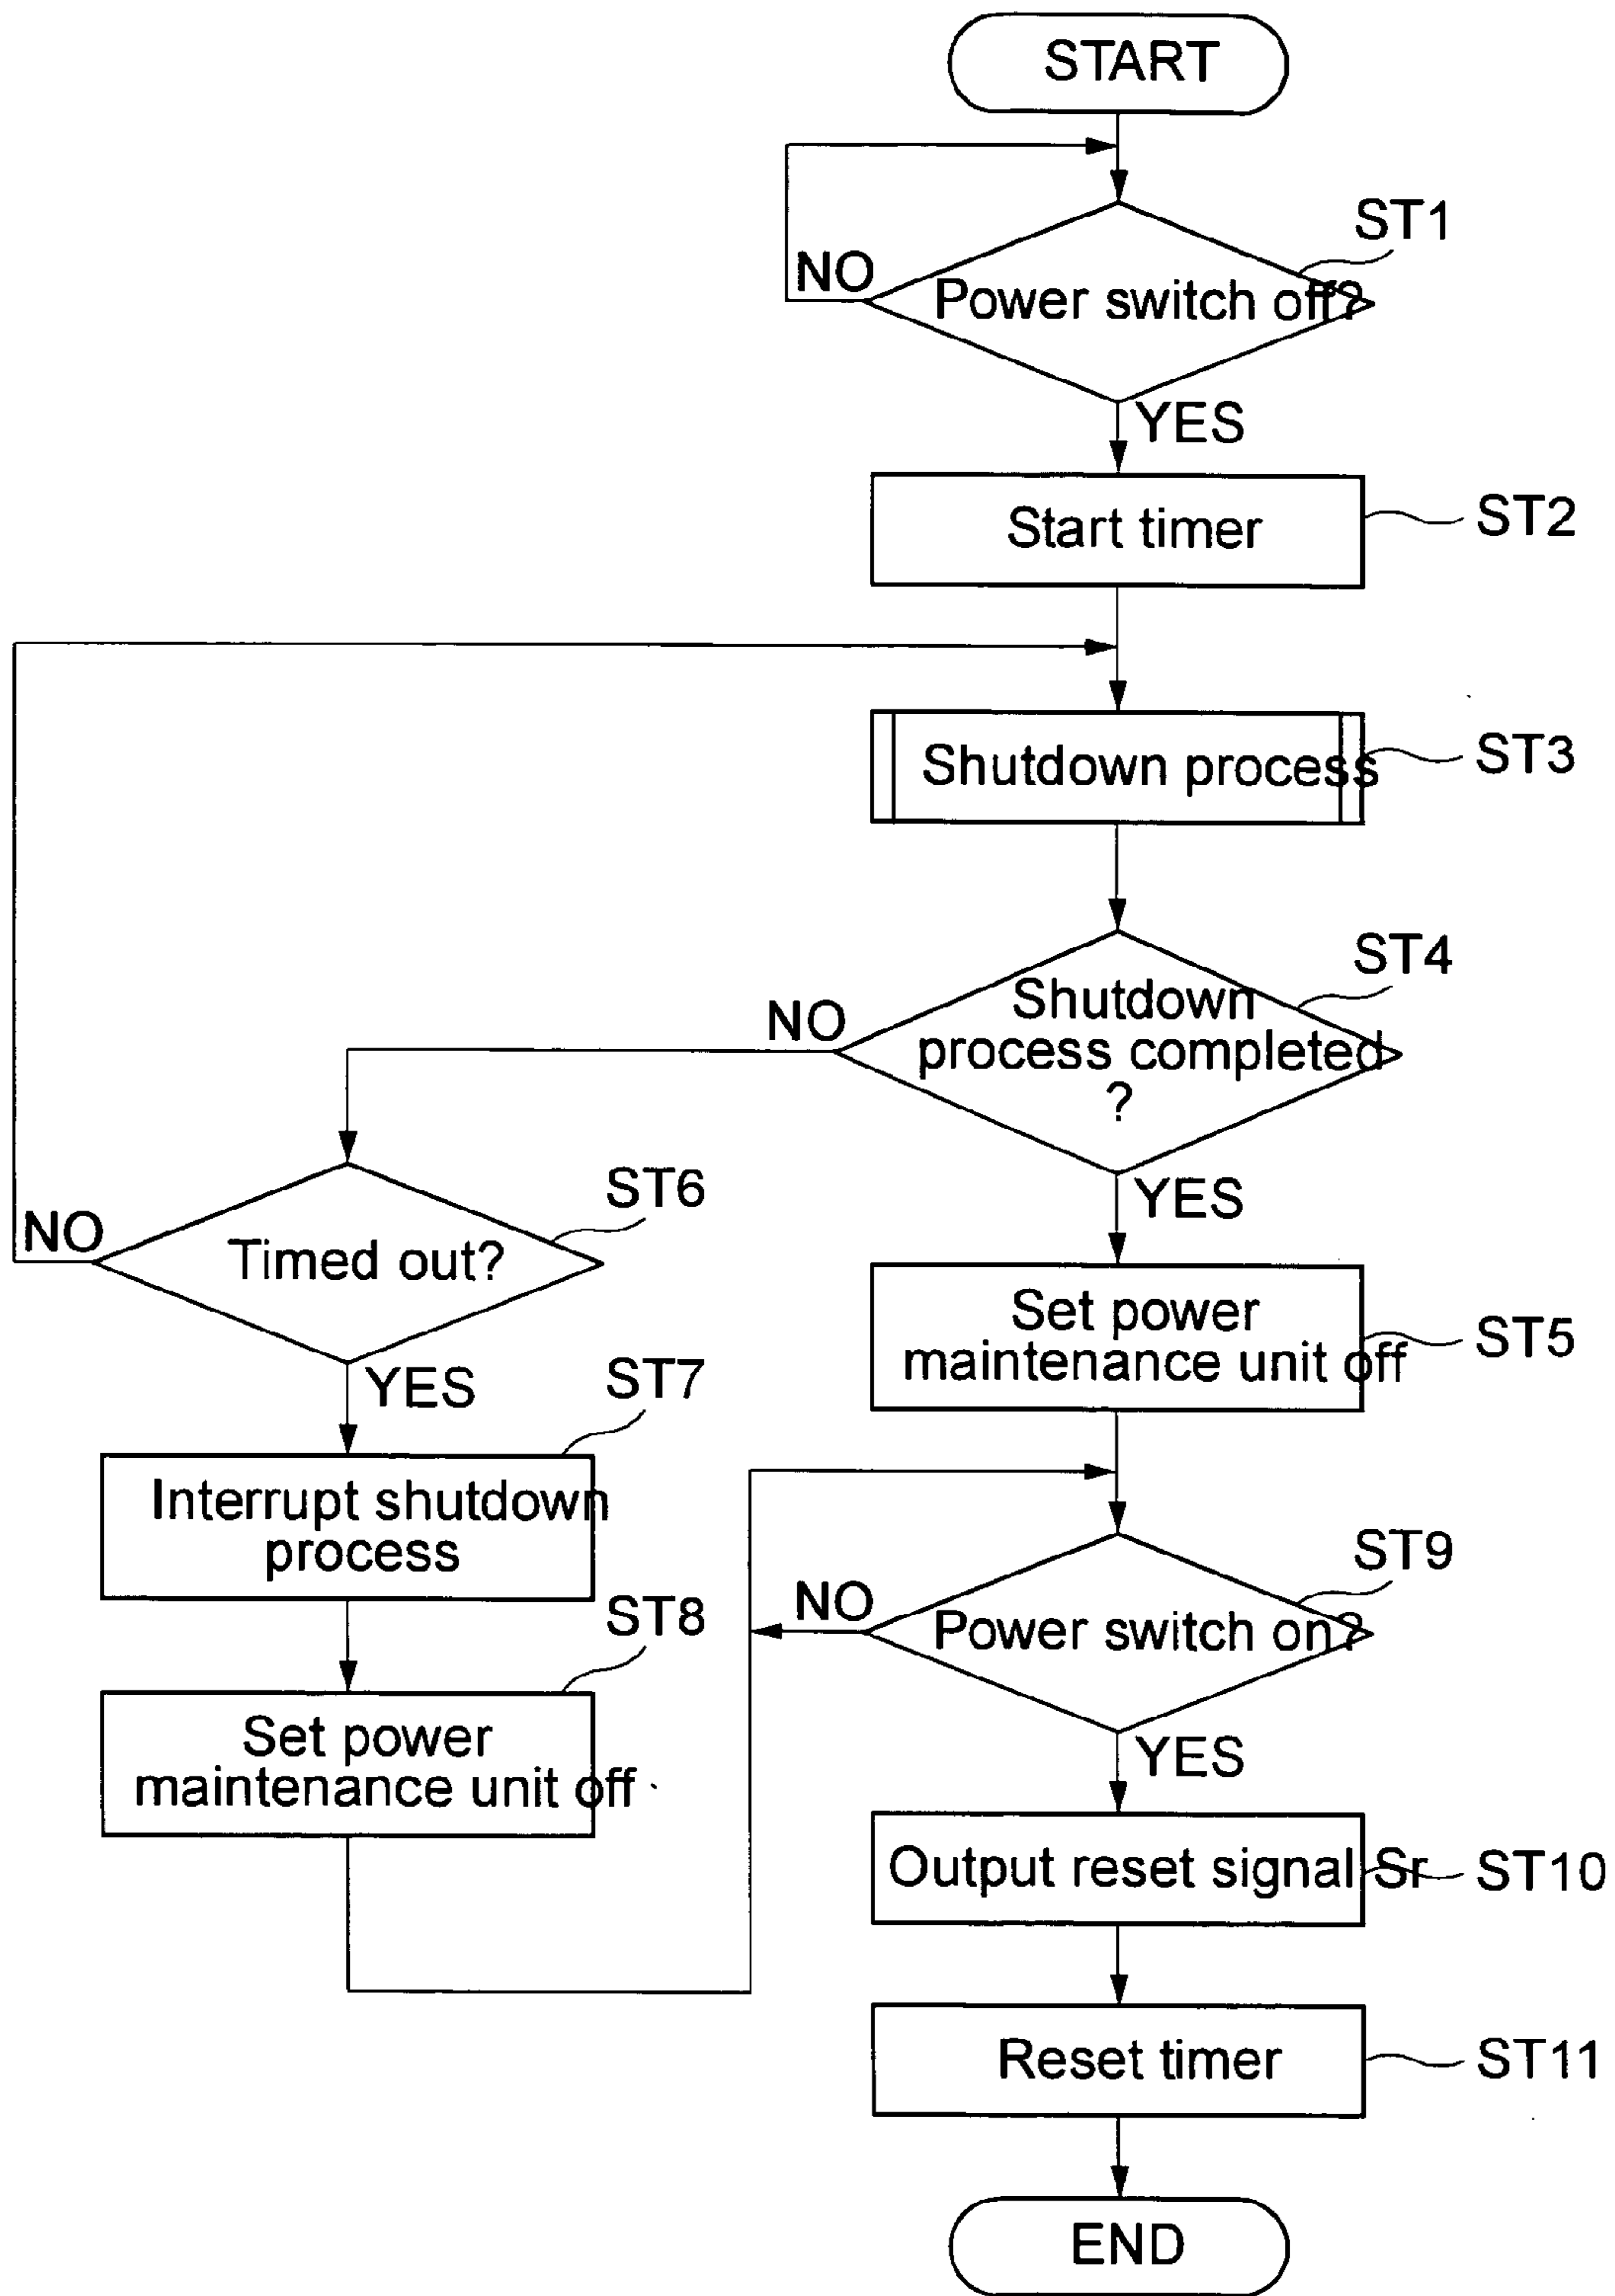 START
ST1
NO
Power switch off?
YES
Start timer
ST2
Shutdown process
ST3
ST4
Shutdown
process completed
?
NO
YES
ST6
Timed out?
NO
YES
Set power
maintenance unit off
ST5
ST7
Interrupt shutdown
process
ST8
Set power
maintenance unit off
ST9
NO
Power switch on?
YES
Output reset signal Sr
ST10
Reset timer
ST11
END